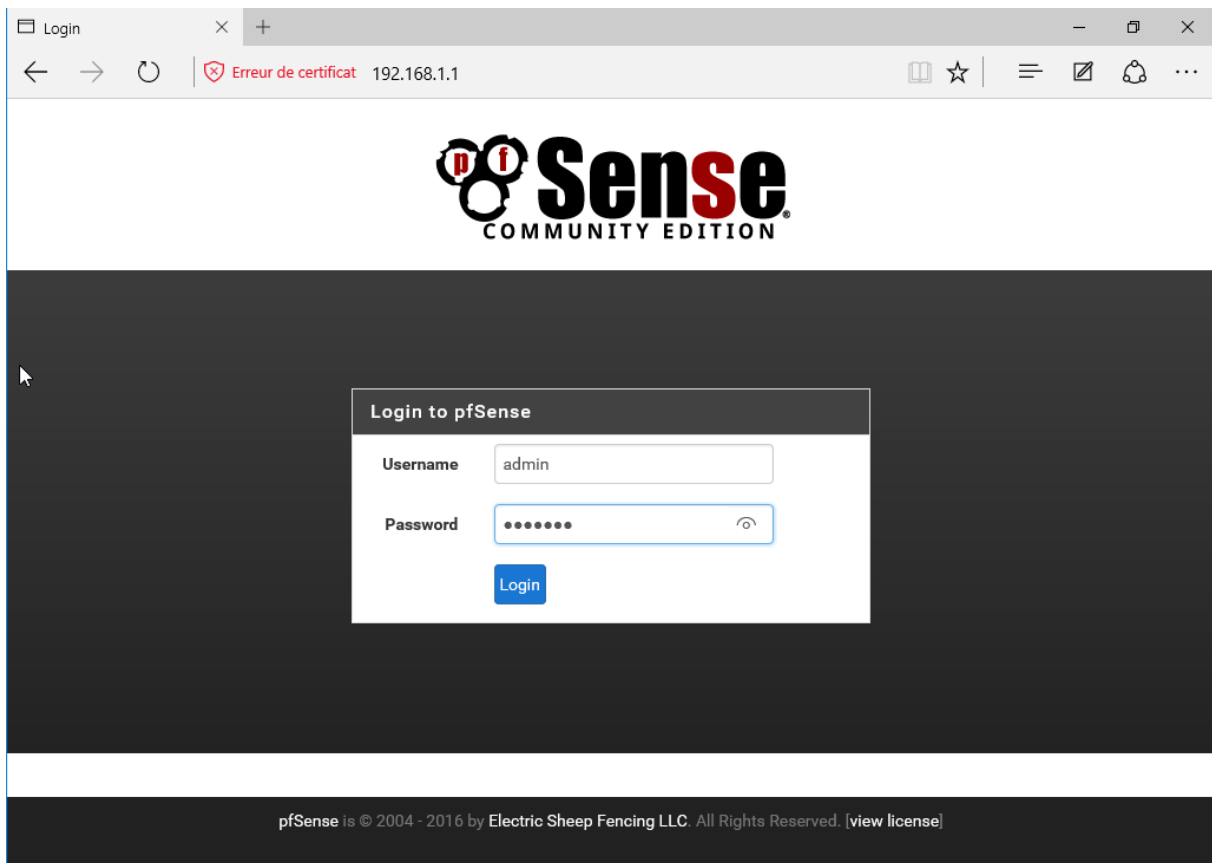 Login
Erreur de certificat 192.168.1.1
pf Sense
COMMUNITY EDITION
Login to pfSense
Username admin
Password •••••••
Login
pfSense is © 2004 - 2016 by Electric Sheep Fencing LLC. All Rights Reserved. [view license]